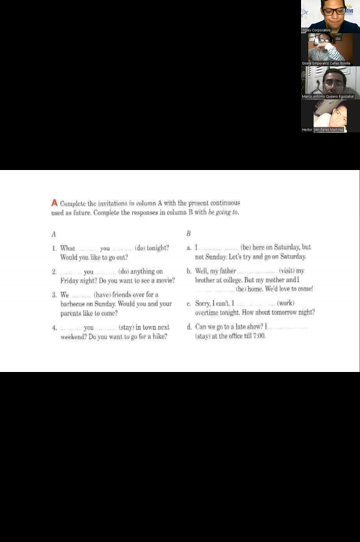 A Complete the invitations in column A with the present continuous
used as future. Complete the responses in column B with be going to.
A
1. What ........ you ........ (do) tonight?
Would you like to go out?
2. ........ you ........ (do) anything on
Friday night? Do you want to see a movie?
3. We ........ (have) friends over for a
barbecue on Sunday. Would you and your
parents like to come?
4. ........ you ........ (stay) in town next
weekend? Do you want to go for a hike?
B
a. I ........ (be) here on Saturday, but
not Sunday. Let's try and go on Saturday.
b. Well, my father ........ (visit) my
brother at college. But my mother and I
........ (be) home. We'd love to come!
c. Sorry, I can't. I ........ (work)
overtime tonight. How about tomorrow night?
d. Can we go to a late show? I ........
(stay) at the office till 7:00.